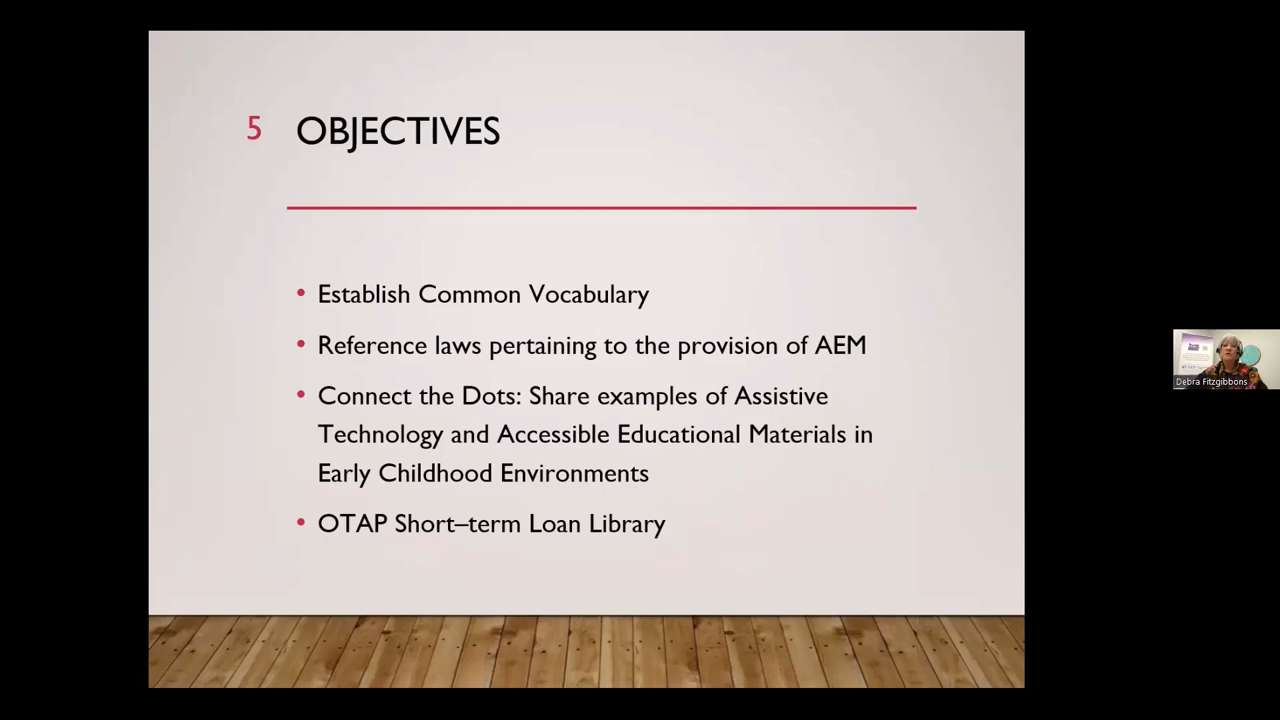 5 OBJECTIVES
• Establish Common Vocabulary
• Reference laws pertaining to the provision of AEM
• Connect the Dots: Share examples of Assistive
Technology and Accessible Educational Materials in
Early Childhood Environments
• OTAP Short–term Loan Library
Debra Fitzgibbons